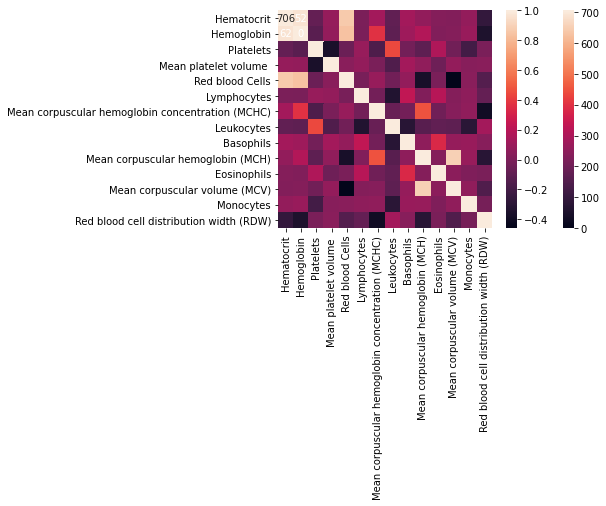 Hematocrit
Hemoglobin
Platelets
Mean platelet volume
Red blood Cells
Lymphocytes
Mean corpuscular hemoglobin concentration (MCHC)
Leukocytes
Basophils
Mean corpuscular hemoglobin (MCH)
Eosinophils
Mean corpuscular volume (MCV)
Monocytes
Red blood cell distribution width (RDW)
706
62 0
Hematocrit
Hemoglobin
Platelets
Mean platelet volume
Red blood Cells
Lymphocytes
Mean corpuscular hemoglobin concentration (MCHC)
Leukocytes
Basophils
Mean corpuscular hemoglobin (MCH)
Eosinophils
Mean corpuscular volume (MCV)
Monocytes
Red blood cell distribution width (RDW)
1.0
0.8
0.6
0.4
0.2
0.0
−0.2
−0.4
700
600
500
400
300
200
100
0